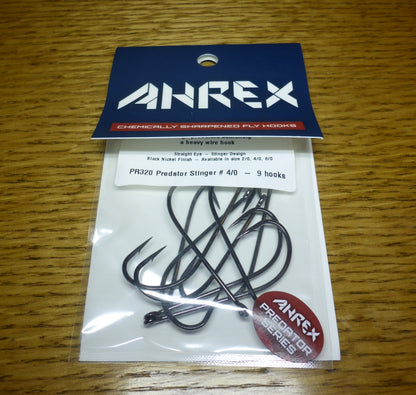 AHREX
CHEMICALLY SHARPENED FLY HOOKS
a heavy wire hook
Straight Eye — Stinger Design
Black Nickel Finish — Available in size 2/0, 4/0, 6/0
PR320 Predator Stinger # 4/0 — 9 hooks
AHREX
PREDATOR
SERIES